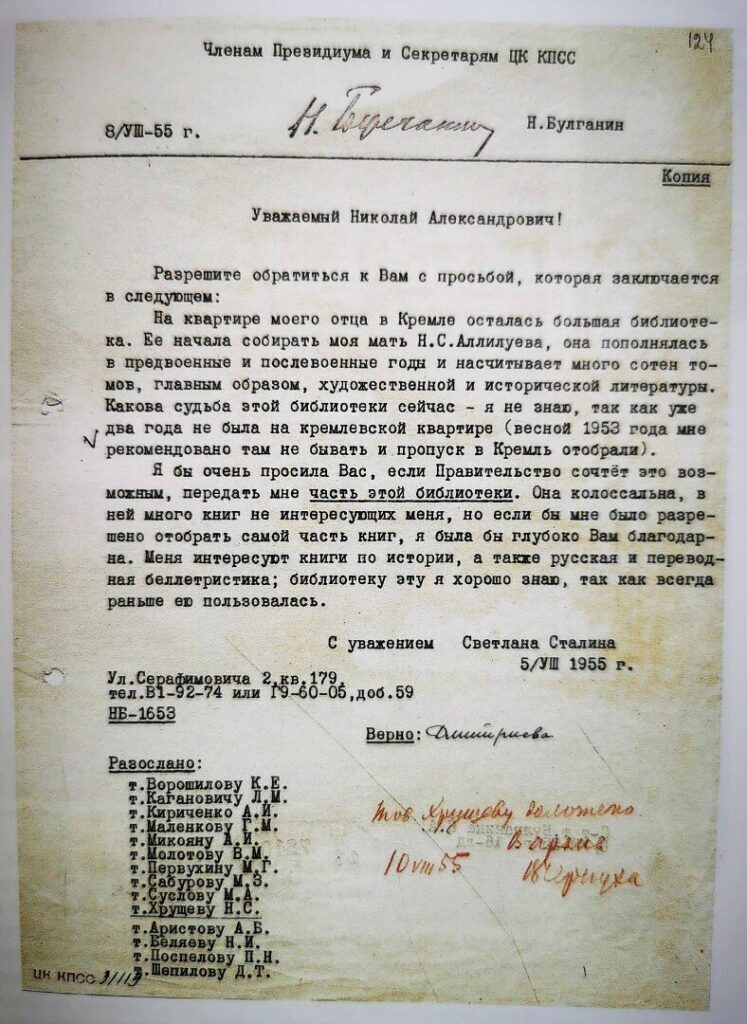 124
Членам Президиума и Секретарям ЦК КПСС
8/УШ-55 г. Н. Булганин Н.Булганин
Копия
Уважаемый Николай Александрович!
Разрешите обратиться к Вам с просьбой, которая заключается
в следующем:
На квартире моего отца в Кремле осталась большая библиоте-
ка. Ее начала собирать моя мать Н.С.Аллилуева, она пополнялась
в предвоенные и послевоенные годы и насчитывает много сотен то-
мов, главным образом, художественной и исторической литературы.
Какова судьба этой библиотеки сейчас - я не знаю, так как уже
два года не была на кремлевской квартире (весной 1953 года мне
рекомендовано там не бывать и пропуск в Кремль отобрали).
Я бы очень просила Вас, если Правительство сочтёт это воз-
можным, передать мне часть этой библиотеки. Она колоссальна, в
ней много книг не интересующих меня, но если бы мне было разре-
шено отобрать самой часть книг, я была бы глубоко Вам благодар-
на. Меня интересуют книги по истории, а также русская и перевод-
ная беллетристика; библиотеку эту я хорошо знаю, так как всегда
раньше ею пользовалась.
С уважением Светлана Сталина
5/УШ 1955 г.
Ул.Серафимовича 2,кв.179,
тел.В1-92-74 или Г9-60-05,доб.59
НБ-1653
Верно: Дмитриева
Разослано:
т.Ворошилову К.Е.
т.Кагановичу Л.М.
т.Кириченко А.И.
т.Маленкову Г.М.
т.Микояну А.И.
т.Молотову В.М.
т.Первухину М.Г.
т.Сабурову М.З.
т.Суслову М.А.
т.Хрущеву Н.С.
т.Аристову А.Б.
т.Беляеву Н.И.
т.Поспелову П.Н.
т.Шепилову Д.Т.
тов Хрущеву доложено
В архив
10 VIII 55
ЦК КПСС